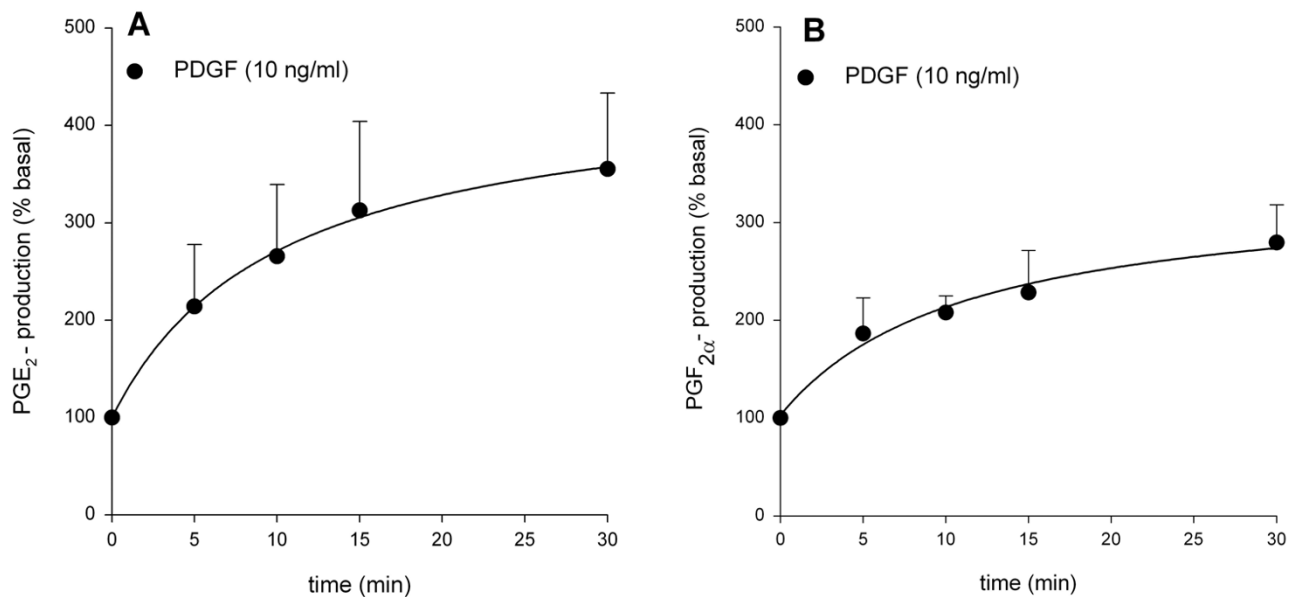 A
PDGF (10 ng/ml)
PGE2 - production (% basal)
500
400
300
200
100
0
0 5 10 15 20 25 30
time (min)
B
PDGF (10 ng/ml)
PGF2α- production (% basal)
500
400
300
200
100
0
0 5 10 15 20 25 30
time (min)